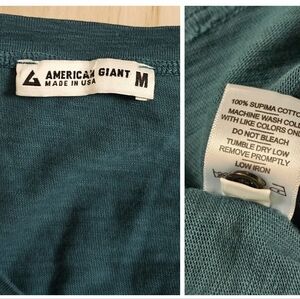 AMERICAN GIANT
MADE IN USA
M
100% SUPIMA COTTO
MACHINE WASH COL
WITH LIKE COLORS ON
DO NOT BLEACH
TUMBLE DRY LOW
REMOVE PROMPTLY
LOW IRON